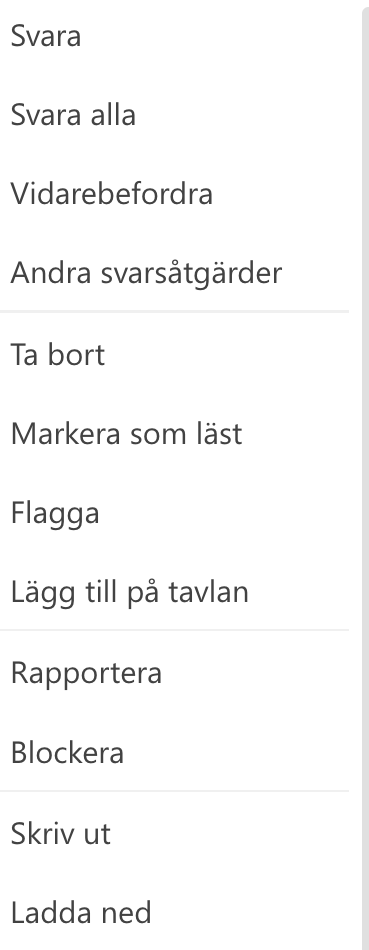 Svara
Svara alla
Vidarebefordra
Andra svarsåtgärder
Ta bort
Markera som läst
Flagga
Lägg till på tavlan
Rapportera
Blockera
Skriv ut
Ladda ned